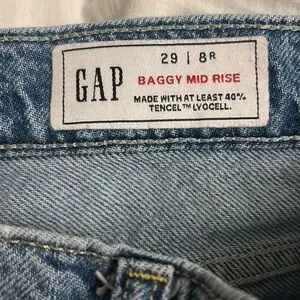 GAP
29 | 8R
BAGGY MID RISE
MADE WITH AT LEAST 40%
TENCEL™ LYOCELL.